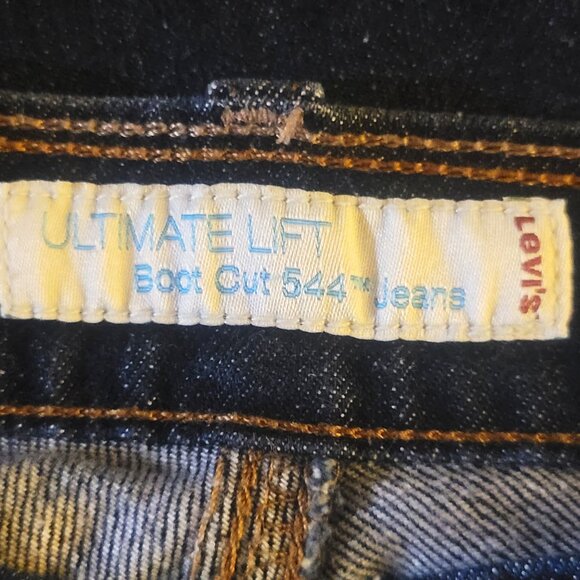 ULTIMATE LIFT
Boot Cut 544™ Jeans
Levi's